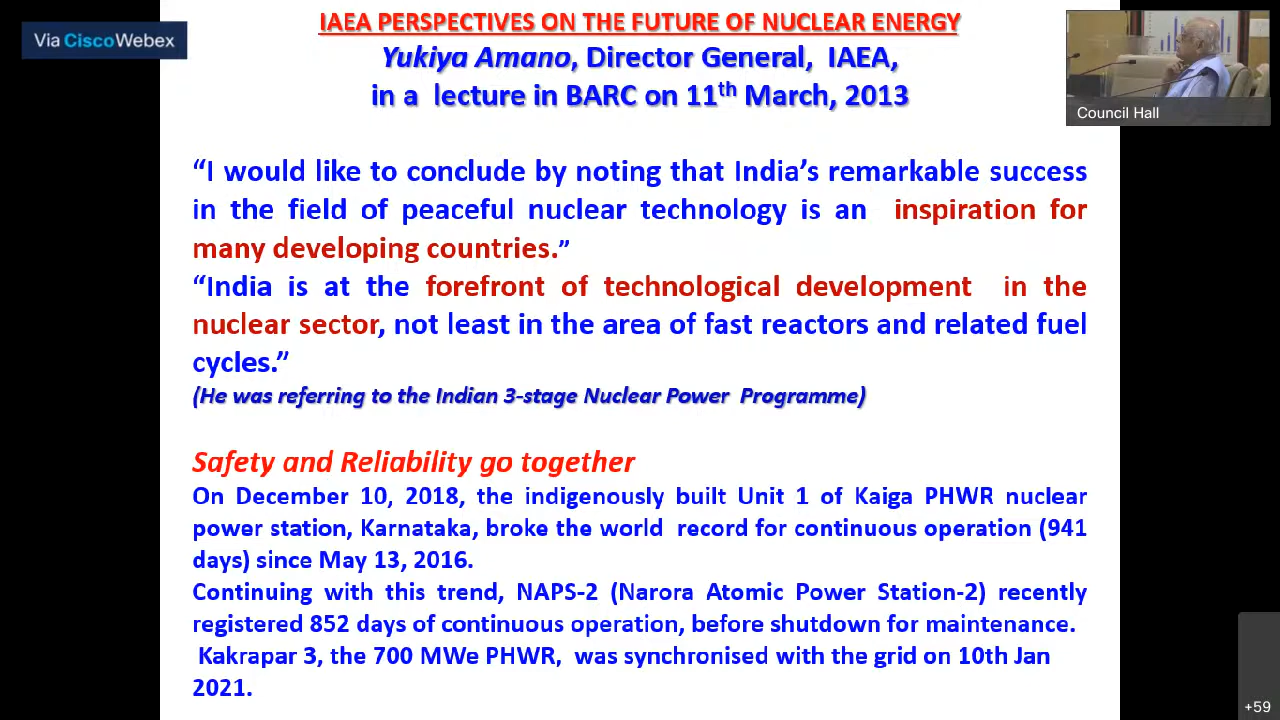 Via CiscoWebex
IAEA PERSPECTIVES ON THE FUTURE OF NUCLEAR ENERGY
Yukiya Amano, Director General, IAEA,
in a lecture in BARC on 11th March, 2013
Council Hall
“I would like to conclude by noting that India’s remarkable success
in the field of peaceful nuclear technology is an inspiration for
many developing countries.”
“India is at the forefront of technological development in the
nuclear sector, not least in the area of fast reactors and related fuel
cycles.”
(He was referring to the Indian 3-stage Nuclear Power Programme)
Safety and Reliability go together
On December 10, 2018, the indigenously built Unit 1 of Kaiga PHWR nuclear
power station, Karnataka, broke the world record for continuous operation (941
days) since May 13, 2016.
Continuing with this trend, NAPS-2 (Narora Atomic Power Station-2) recently
registered 852 days of continuous operation, before shutdown for maintenance.
Kakrapar 3, the 700 MWe PHWR, was synchronised with the grid on 10th Jan
2021.
+59